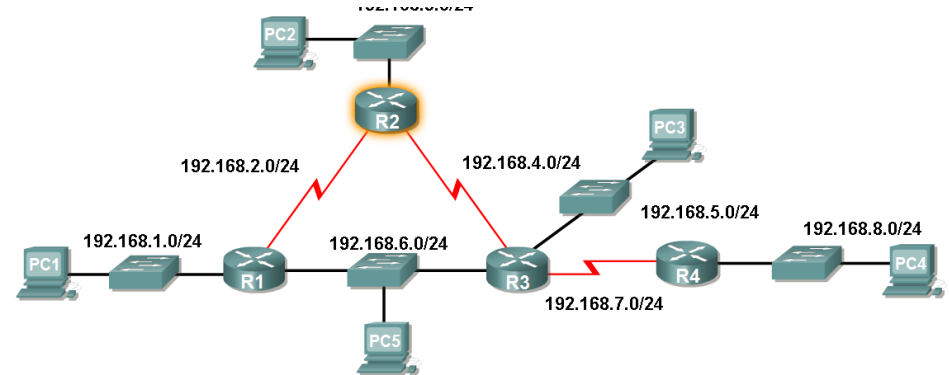 PC2
R2
PC3
192.168.2.0/24
192.168.4.0/24
192.168.5.0/24
192.168.1.0/24
192.168.6.0/24
192.168.8.0/24
PC1
R1
R3
R4
PC4
192.168.7.0/24
PC5